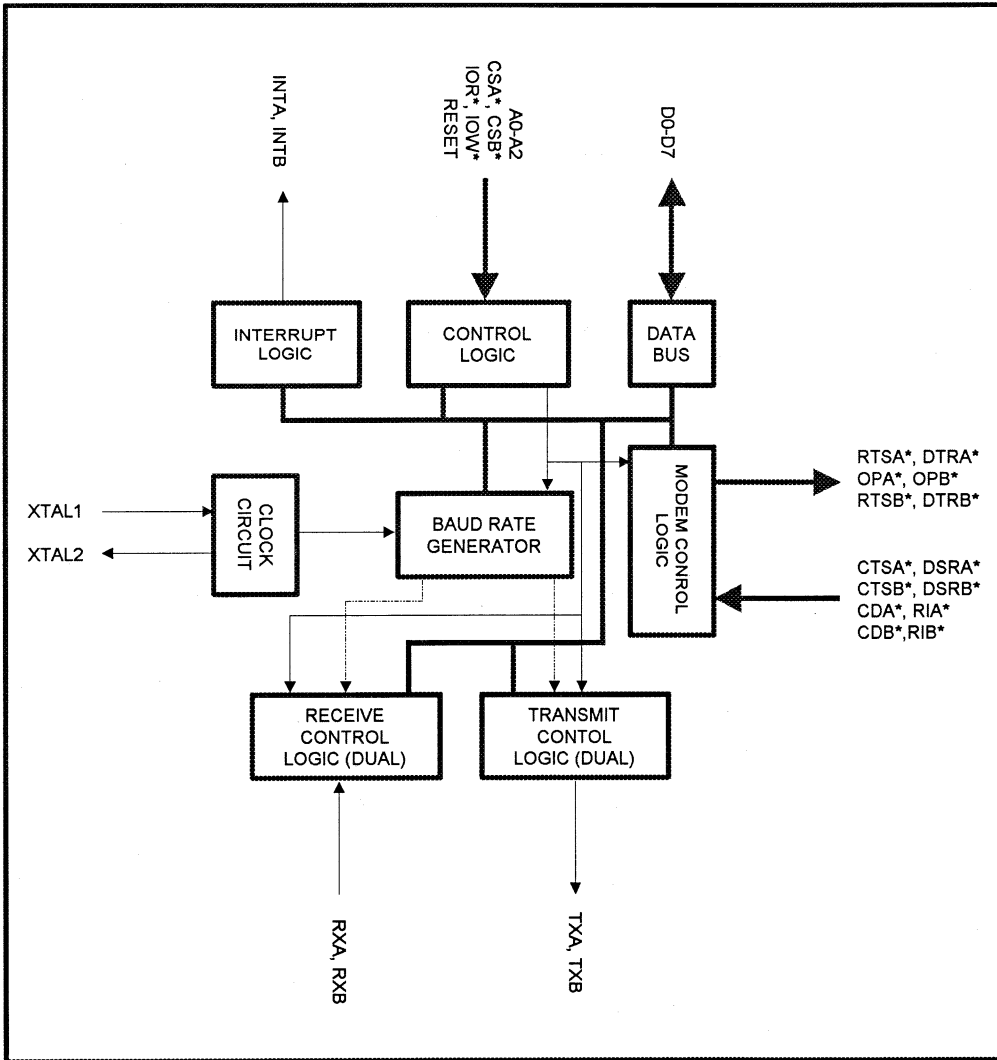 INTA, INTB
A0-A2
CSA*, CSB*
IOR*, IOW*
RESET
D0-D7
INTERRUPT
LOGIC
CONTROL
LOGIC
DATA
BUS
XTAL1
XTAL2
CLOCK
CIRCUIT
BAUD RATE
GENERATOR
MODEM CONROL
LOGIC
RTSA*, DTRA*
OPA*, OPB*
RTSB*, DTRB*
CTSA*, DSRA*
CTSB*, DSRB*
CDA*, RIA*
CDB*,RIB*
RECEIVE
CONTROL
LOGIC (DUAL)
TRANSMIT
CONTOL
LOGIC (DUAL)
RXA, RXB
TXA, TXB